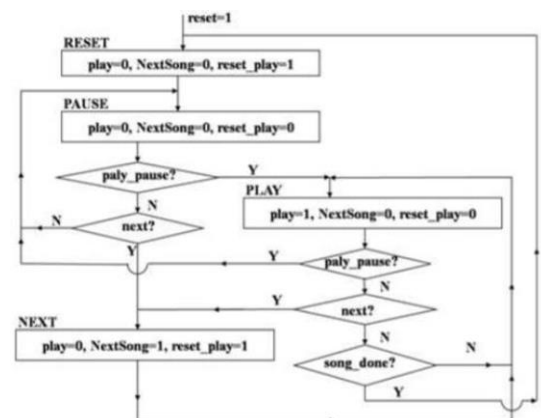 reset=1
RESET
play=0, NextSong=0, reset_play=1
PAUSE
play=0, NextSong=0, reset_play=0
paly_pause?
Y
N
PLAY
play=1, NextSong=0, reset_play=0
N
next?
Y
Y
paly_pause?
N
Y
next?
N
NEXT
play=0, NextSong=1, reset_play=1
song_done?
N
Y